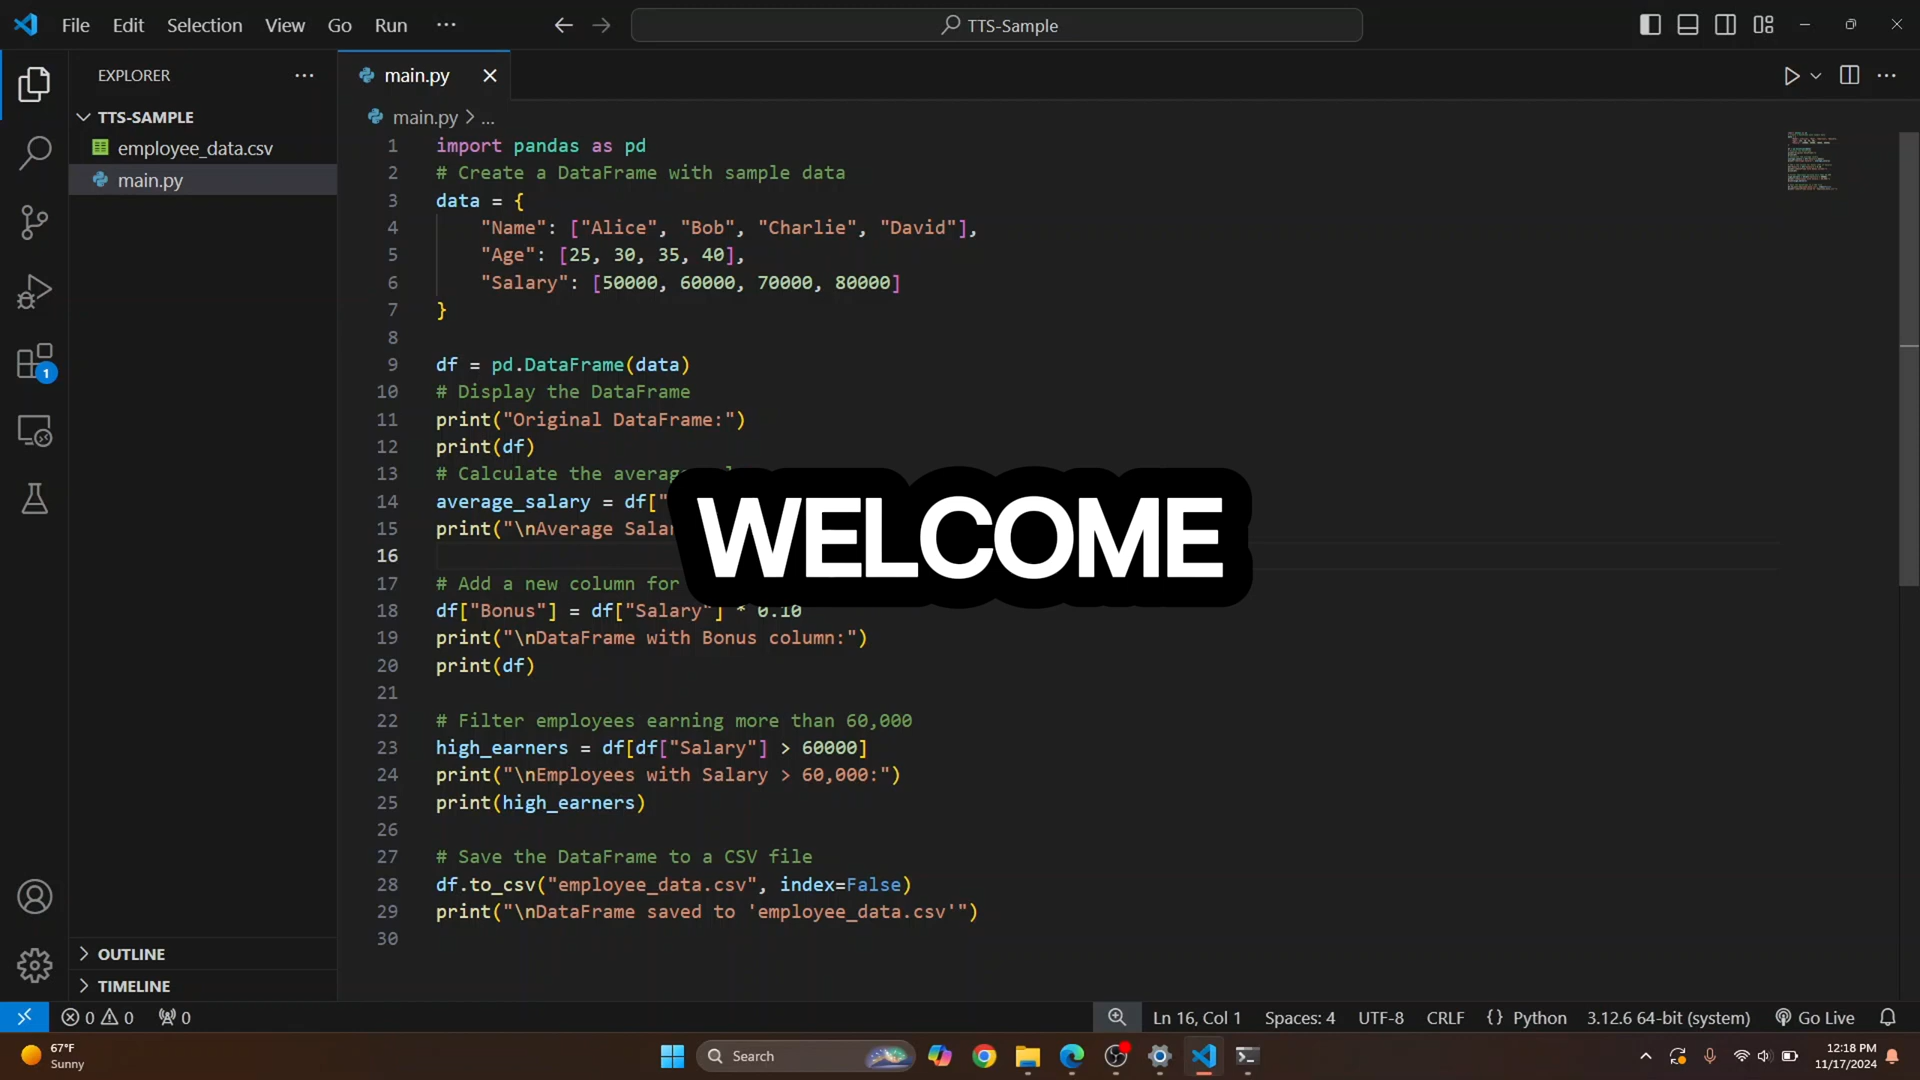 File Edit Selection View Go Run ...
TTS-Sample
EXPLORER
main.py
TTS-SAMPLE
employee_data.csv
main.py
main.py > ...
1 import pandas as pd
2 # Create a DataFrame with sample data
3 data = {
4 "Name": ["Alice", "Bob", "Charlie", "David"],
5 "Age": [25, 30, 35, 40],
6 "Salary": [50000, 60000, 70000, 80000]
7 }
8
9 df = pd.DataFrame(data)
10 # Display the DataFrame
11 print("Original DataFrame:")
12 print(df)
13 # Calculate the average
14 average_salary = df["
15 print("\nAverage Salar
16
WELCOME
17 # Add a new column for
18 df["Bonus"] = df["Salary"] * 0.10
19 print("\nDataFrame with Bonus column:")
20 print(df)
21
22 # Filter employees earning more than 60,000
23 high_earners = df[df["Salary"] > 60000]
24 print("\nEmployees with Salary > 60,000:")
25 print(high_earners)
26
27 # Save the DataFrame to a CSV file
28 df.to_csv("employee_data.csv", index=False)
29 print("\nDataFrame saved to 'employee_data.csv'")
30
1
OUTLINE
TIMELINE
0 0 0
Ln 16, Col 1 Spaces: 4 UTF-8 CRLF {} Python 3.12.6 64-bit (system) Go Live
67°F
Sunny
Search
12:18 PM
11/17/2024